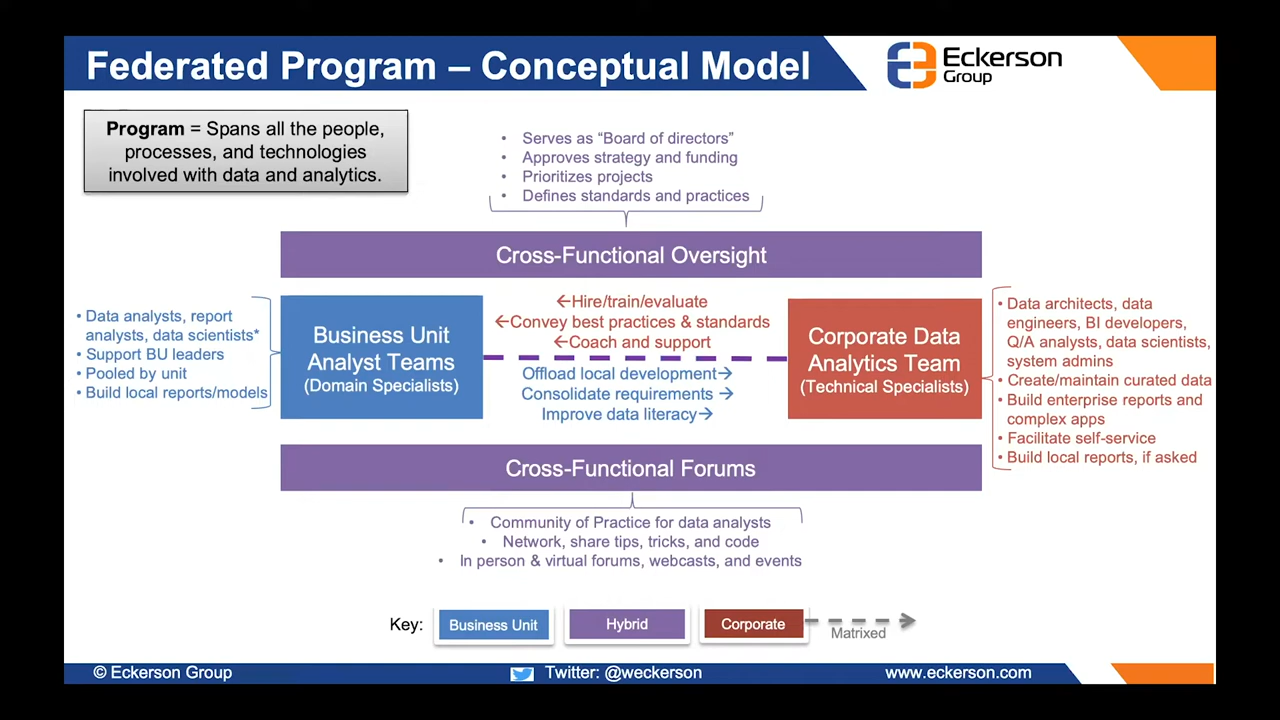 Federated Program – Conceptual Model
Eckerson
Group
Program = Spans all the people,
processes, and technologies
involved with data and analytics.
• Serves as “Board of directors”
• Approves strategy and funding
• Prioritizes projects
• Defines standards and practices
Cross-Functional Oversight
• Data analysts, report
analysts, data scientists*
• Support BU leaders
• Pooled by unit
• Build local reports/models
Business Unit
Analyst Teams
(Domain Specialists)
←Hire/train/evaluate
←Convey best practices & standards
←Coach and support
Offload local development→
Consolidate requirements →
Improve data literacy→
Corporate Data
Analytics Team
(Technical Specialists)
• Data architects, data
engineers, BI developers,
Q/A analysts, data scientists,
system admins
• Create/maintain curated data
• Build enterprise reports and
complex apps
• Facilitate self-service
• Build local reports, if asked
Cross-Functional Forums
• Community of Practice for data analysts
• Network, share tips, tricks, and code
• In person & virtual forums, webcasts, and events
Key:
Business Unit
Hybrid
Corporate
Matrixed
© Eckerson Group
Twitter: @weckerson
www.eckerson.com